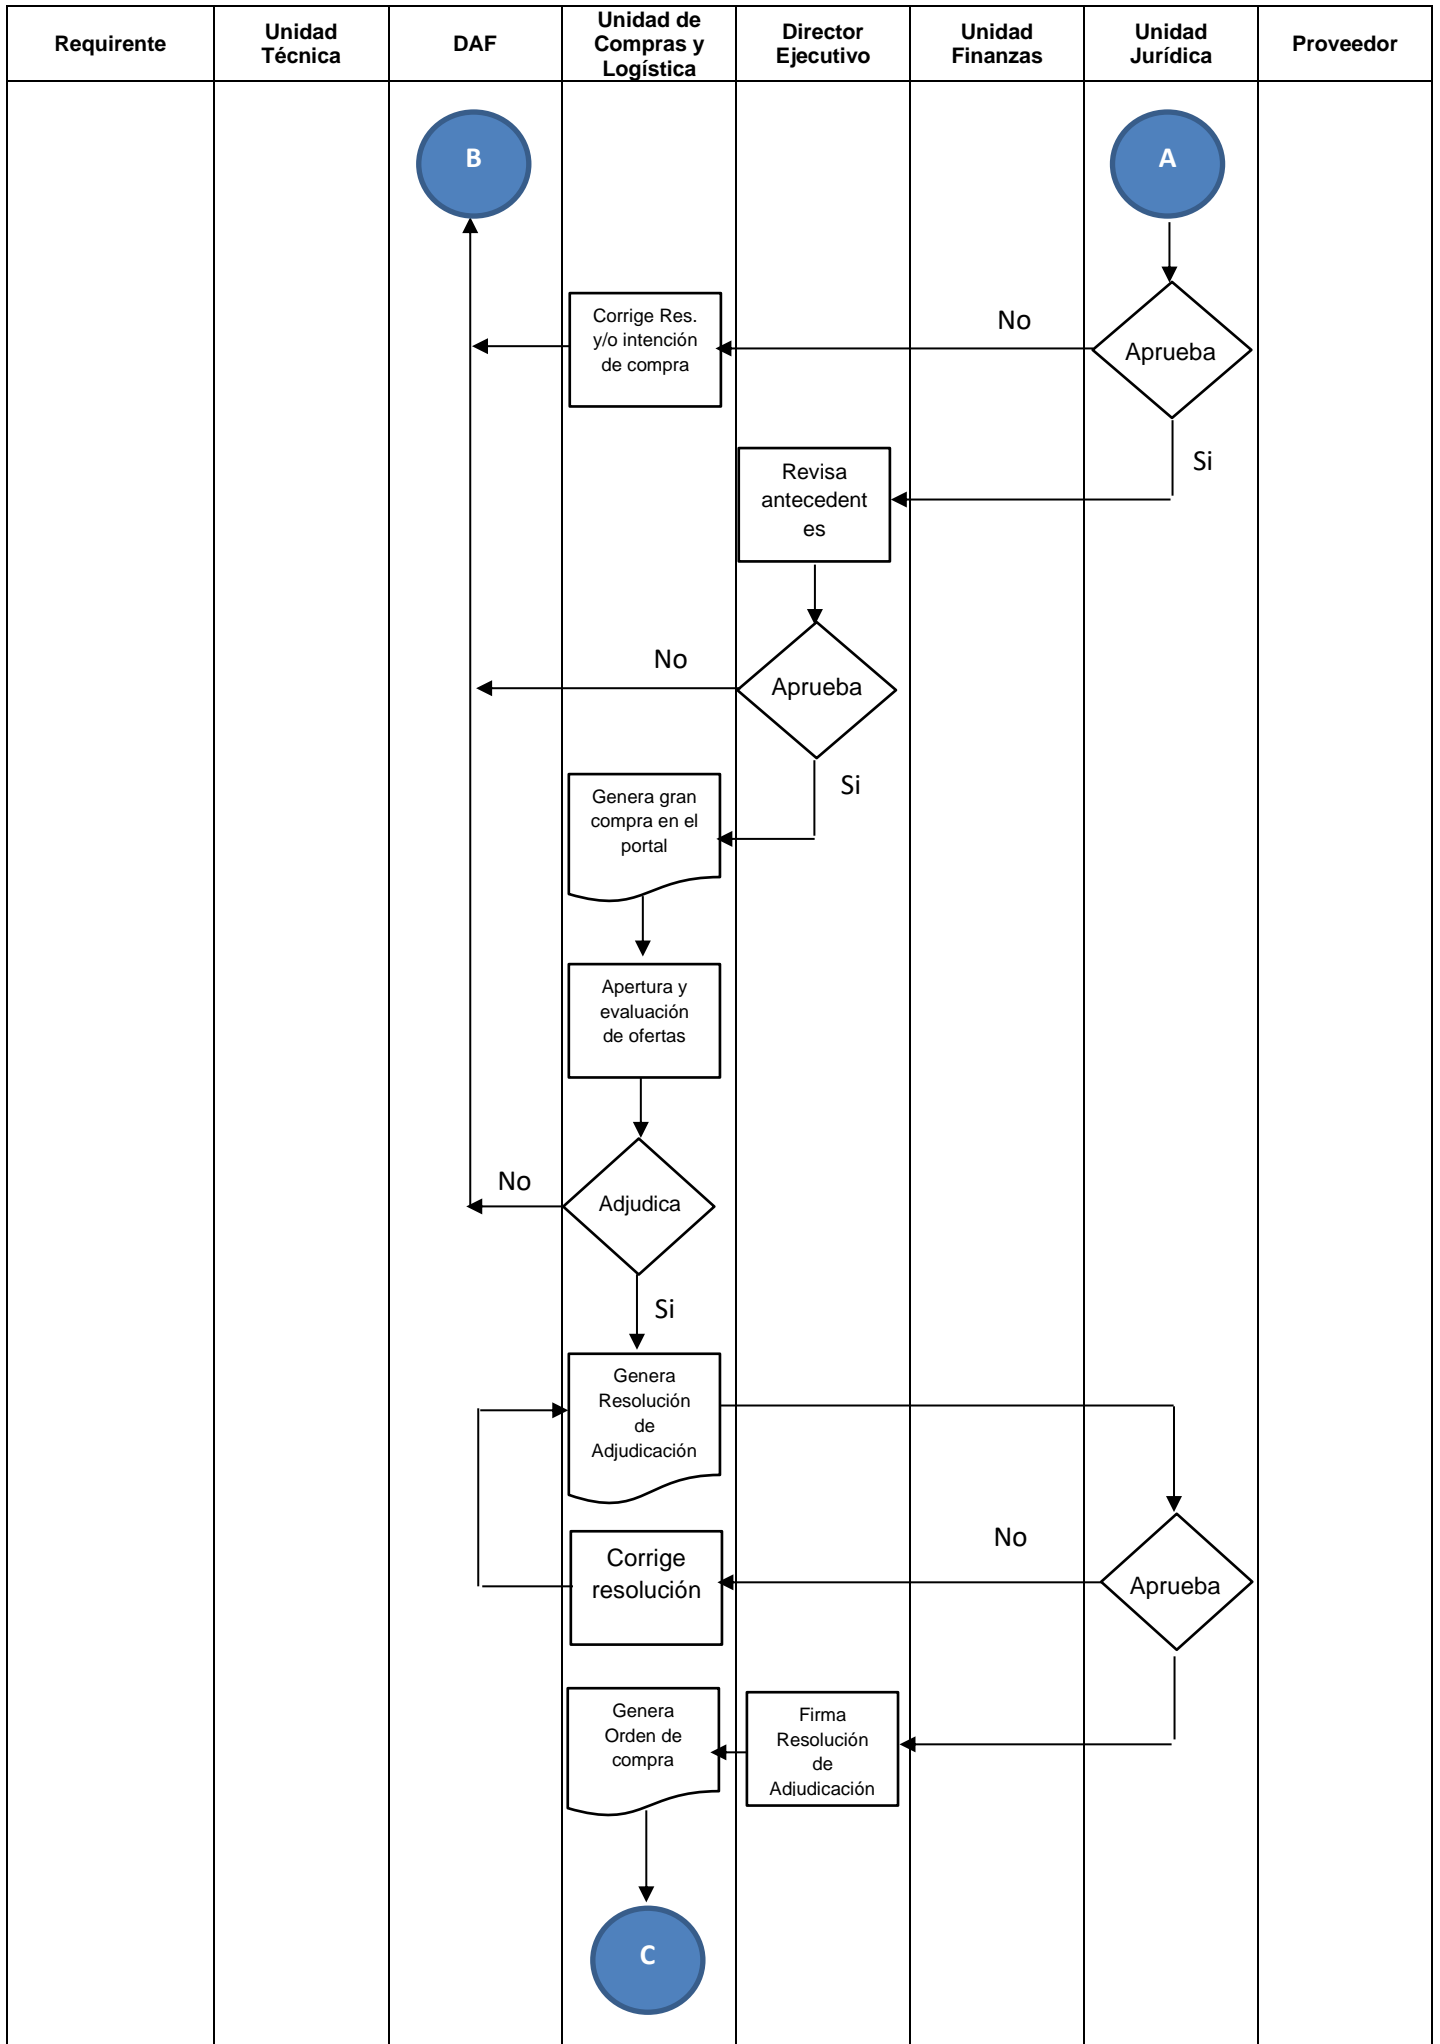 Requirente
Unidad
Técnica
DAF
Unidad de
Compras y
Logística
Director
Ejecutivo
Unidad
Finanzas
Unidad
Jurídica
Proveedor
B
A
Corrige Res.
y/o intención
de compra
No
Aprueba
Si
Revisa
antecedent
es
No
Aprueba
Si
Genera gran
compra en el
portal
Apertura y
evaluación
de ofertas
No
Adjudica
Si
Genera
Resolución
de
Adjudicación
No
Corrige
resolución
Aprueba
Genera
Orden de
compra
Firma
Resolución
de
Adjudicación
C